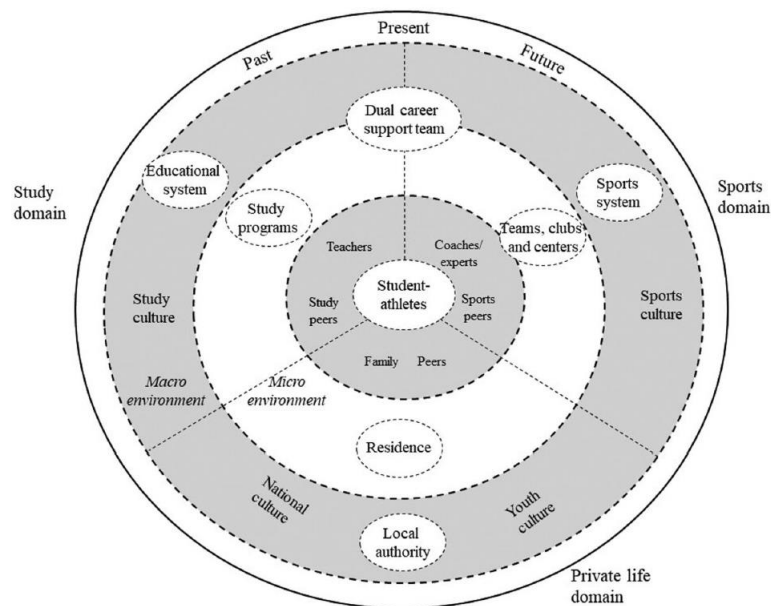 Present
Past
Future
Dual career
support team
Educational
system
Sports
system
Study
domain
Sports
domain
Study
programs
Teams, clubs
and centers
Teachers
Coaches/
experts
Student-
athletes
Study
culture
Study
peers
Sports
peers
Sports
culture
Family
Peers
Macro
environment
Micro
environment
Residence
National
culture
Youth
culture
Local
authority
Private life
domain